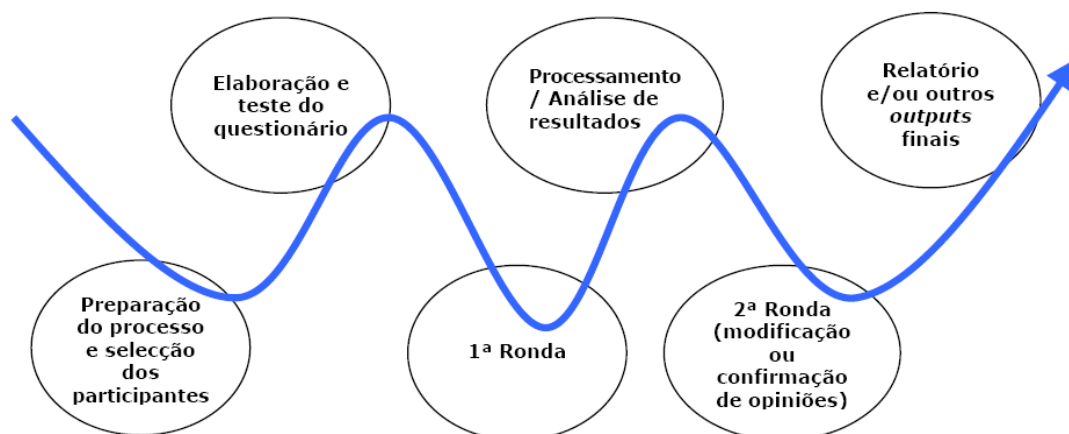 Preparação
do processo
e selecção
dos
participantes
Elaboração e
teste do
questionário
1ª Ronda
Processamento
/ Análise de
resultados
2ª Ronda
(modificação
ou
confirmação
de opiniões)
Relatório
e/ou outros
outputs
finais